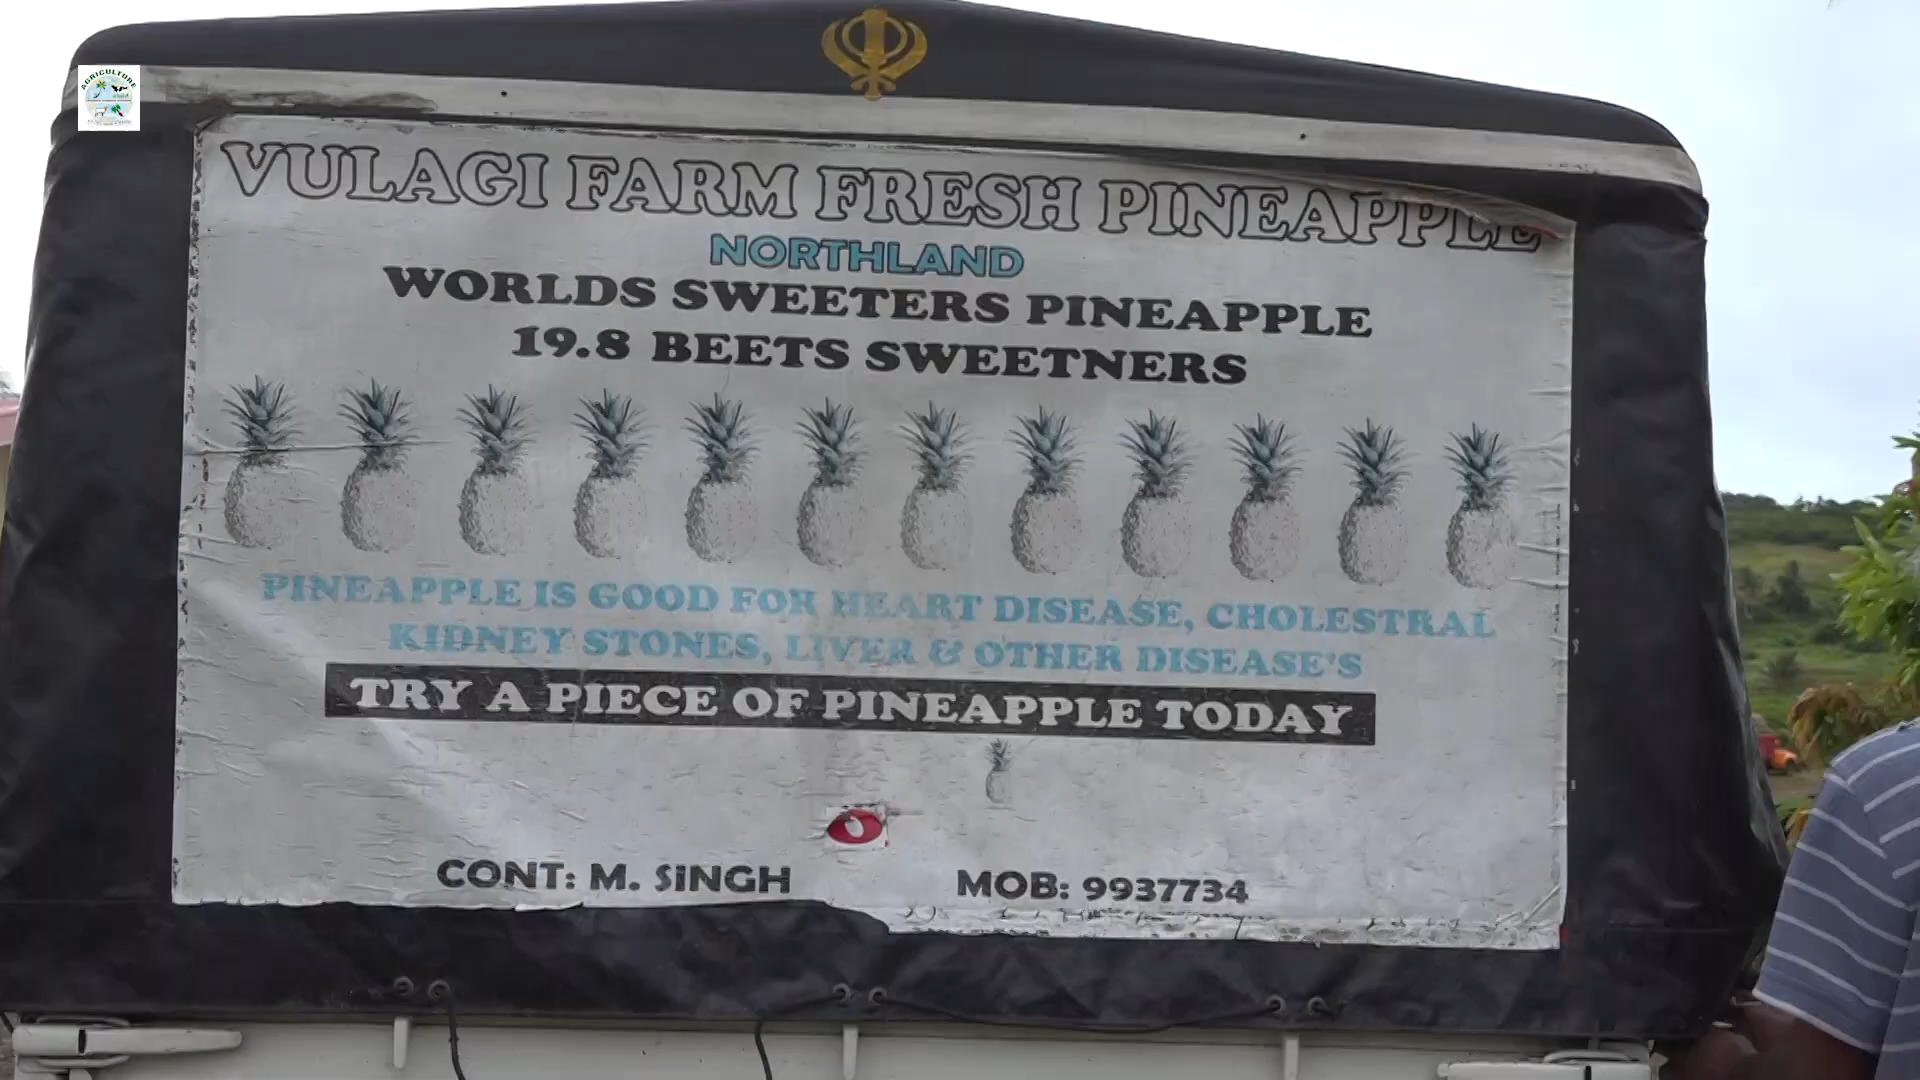 AGRICULTURE
VULAGI FARM FRESH PINEAPPLE
NORTHLAND
WORLDS SWEETERS PINEAPPLE
19.8 BEETS SWEETNERS
PINEAPPLE IS GOOD FOR HEART DISEASE, CHOLESTRAL
KIDNEY STONES, LIVER & OTHER DISEASE'S
TRY A PIECE OF PINEAPPLE TODAY
CONT: M. SINGH MOB: 9937734